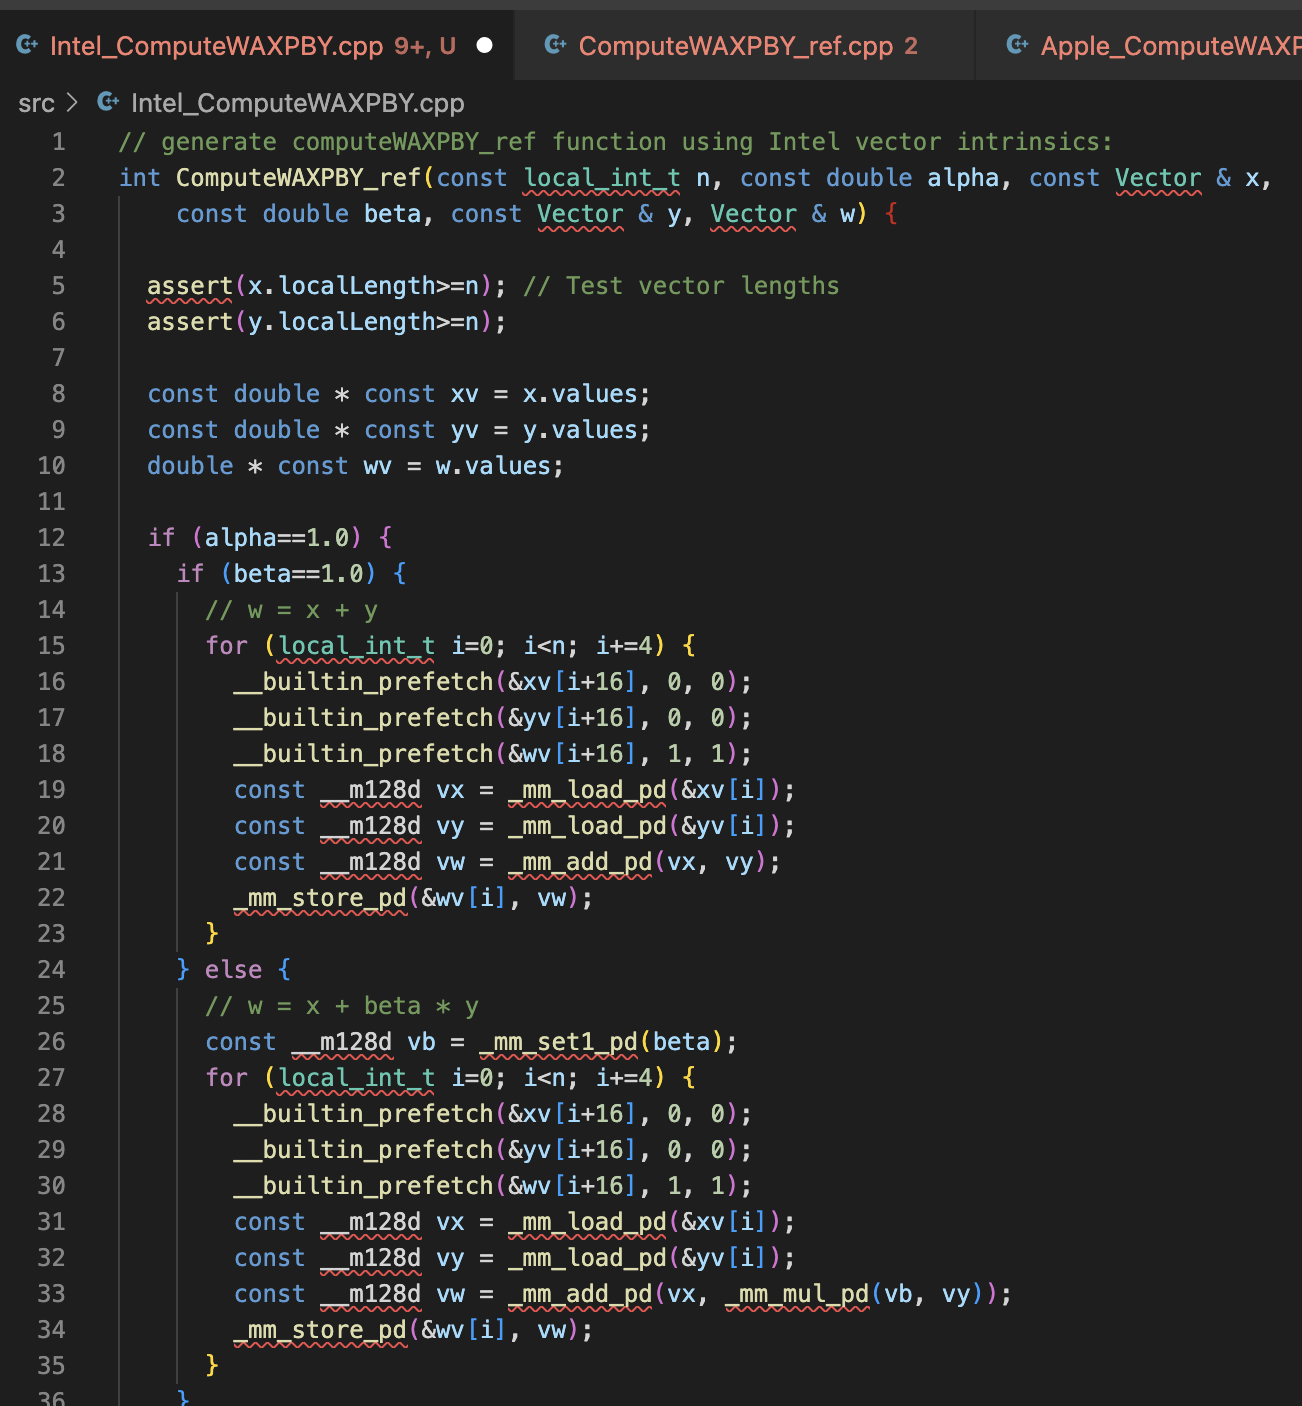 Intel_ComputeWAXPBY.cpp 9+, U ComputeWAXPBY_ref.cpp 2 Apple_ComputeWAXP
src > Intel_ComputeWAXPBY.cpp
1 // generate computeWAXPBY_ref function using Intel vector intrinsics:
2 int ComputeWAXPBY_ref(const local_int_t n, const double alpha, const Vector & x,
3     const double beta, const Vector & y, Vector & w) {
4
5   assert(x.localLength>=n); // Test vector lengths
6   assert(y.localLength>=n);
7
8   const double * const xv = x.values;
9   const double * const yv = y.values;
10   double * const wv = w.values;
11
12   if (alpha==1.0) {
13     if (beta==1.0) {
14       // w = x + y
15       for (local_int_t i=0; i<n; i+=4) {
16         __builtin_prefetch(&xv[i+16], 0, 0);
17         __builtin_prefetch(&yv[i+16], 0, 0);
18         __builtin_prefetch(&wv[i+16], 1, 1);
19         const __m128d vx = _mm_load_pd(&xv[i]);
20         const __m128d vy = _mm_load_pd(&yv[i]);
21         const __m128d vw = _mm_add_pd(vx, vy);
22         _mm_store_pd(&wv[i], vw);
23       }
24     } else {
25       // w = x + beta * y
26       const __m128d vb = _mm_set1_pd(beta);
27       for (local_int_t i=0; i<n; i+=4) {
28         __builtin_prefetch(&xv[i+16], 0, 0);
29         __builtin_prefetch(&yv[i+16], 0, 0);
30         __builtin_prefetch(&wv[i+16], 1, 1);
31         const __m128d vx = _mm_load_pd(&xv[i]);
32         const __m128d vy = _mm_load_pd(&yv[i]);
33         const __m128d vw = _mm_add_pd(vx, _mm_mul_pd(vb, vy));
34         _mm_store_pd(&wv[i], vw);
35       }
36     }